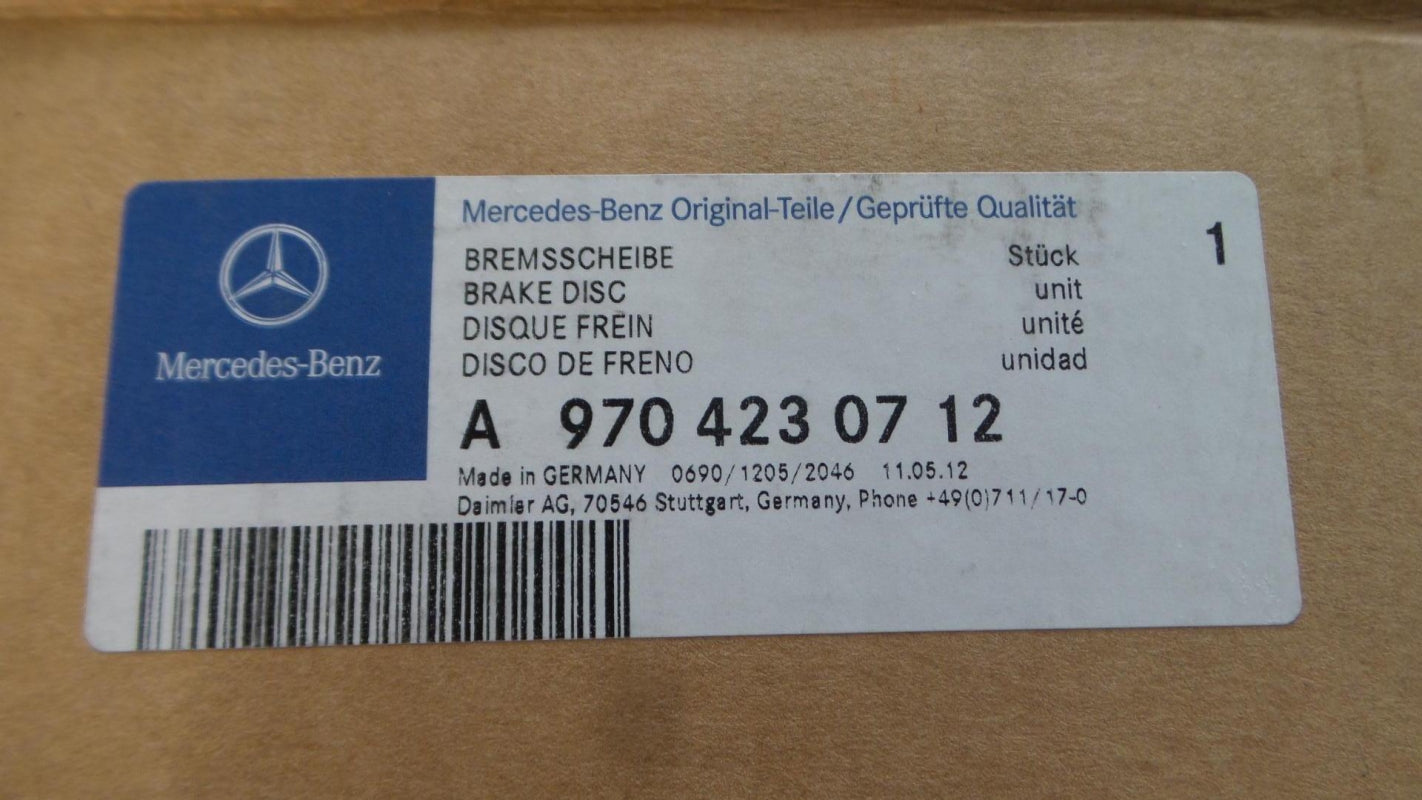 Mercedes-Benz
Mercedes-Benz Original-Teile/Geprüfte Qualität
BREMSSCHEIBE Stück 1
BRAKE DISC unit
DISQUE FREIN unité
DISCO DE FRENO unidad
A 970 423 07 12
Made in GERMANY 0690/1205/2046 11.05.12
Daimler AG, 70546 Stuttgart, Germany, Phone +49(0)711/17-0